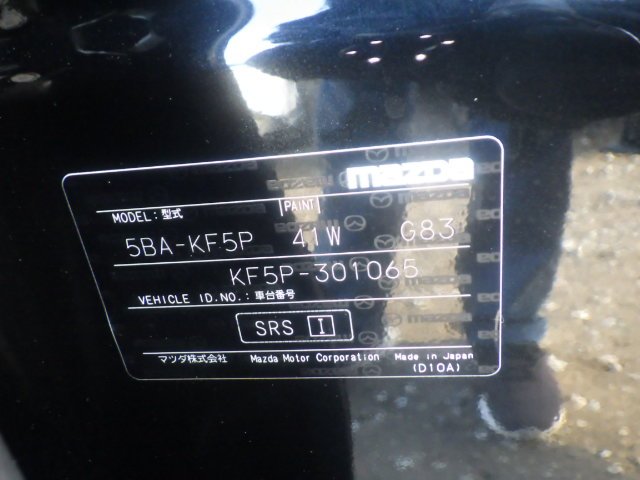 mazda
MODEL:型式 PAINT
5BA-KF5P 41W G83
KF5P-301065
VEHICLE ID.NO.:車台番号
SRS I
マツダ株式会社 Mazda Motor Corporation Made in Japan
(D10A)